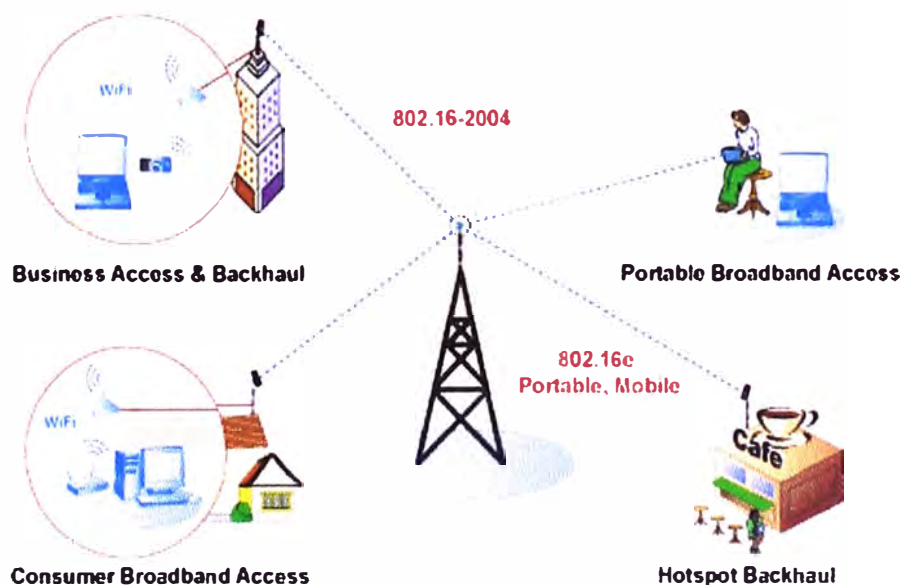 WiFi
802.16-2004
Business Access & Backhaul
Portable Broadband Access
802.16e
Portable, Mobile
WiFi
Cafe
Consumer Broadband Access
Hotspot Backhaul